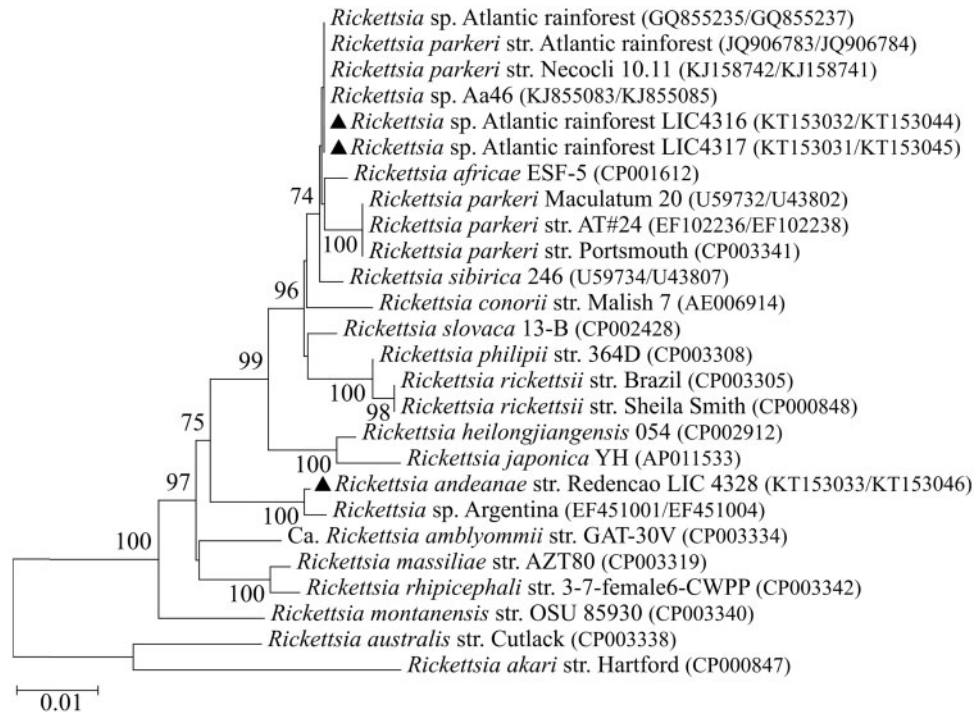 Rickettsia sp. Atlantic rainforest (GQ855235/GQ855237)
Rickettsia parkeri str. Atlantic rainforest (JQ906783/JQ906784)
Rickettsia parkeri str. Necocli 10.11 (KJ158742/KJ158741)
Rickettsia sp. Aa46 (KJ855083/KJ855085)
▲Rickettsia sp. Atlantic rainforest LIC4316 (KT153032/KT153044)
▲Rickettsia sp. Atlantic rainforest LIC4317 (KT153031/KT153045)
Rickettsia africae ESF-5 (CP001612)
74
Rickettsia parkeri Maculatum 20 (U59732/U43802)
Rickettsia parkeri str. AT#24 (EF102236/EF102238)
100
Rickettsia parkeri str. Portsmouth (CP003341)
Rickettsia sibirica 246 (U59734/U43807)
96
Rickettsia conorii str. Malish 7 (AE006914)
Rickettsia slovaca 13-B (CP002428)
99
Rickettsia philipii str. 364D (CP003308)
100
Rickettsia rickettsii str. Brazil (CP003305)
98
Rickettsia rickettsii str. Sheila Smith (CP000848)
75
Rickettsia heilongjiangensis 054 (CP002912)
100
Rickettsia japonica YH (AP011533)
97
▲Rickettsia andeanae str. Redencao LIC 4328 (KT153033/KT153046)
100
Rickettsia sp. Argentina (EF451001/EF451004)
Ca. Rickettsia amblyommii str. GAT-30V (CP003334)
100
Rickettsia massiliae str. AZT80 (CP003319)
100
Rickettsia rhipicephali str. 3-7-female6-CWPP (CP003342)
Rickettsia montanensis str. OSU 85930 (CP003340)
Rickettsia australis str. Cutlack (CP003338)
Rickettsia akari str. Hartford (CP000847)
0.01